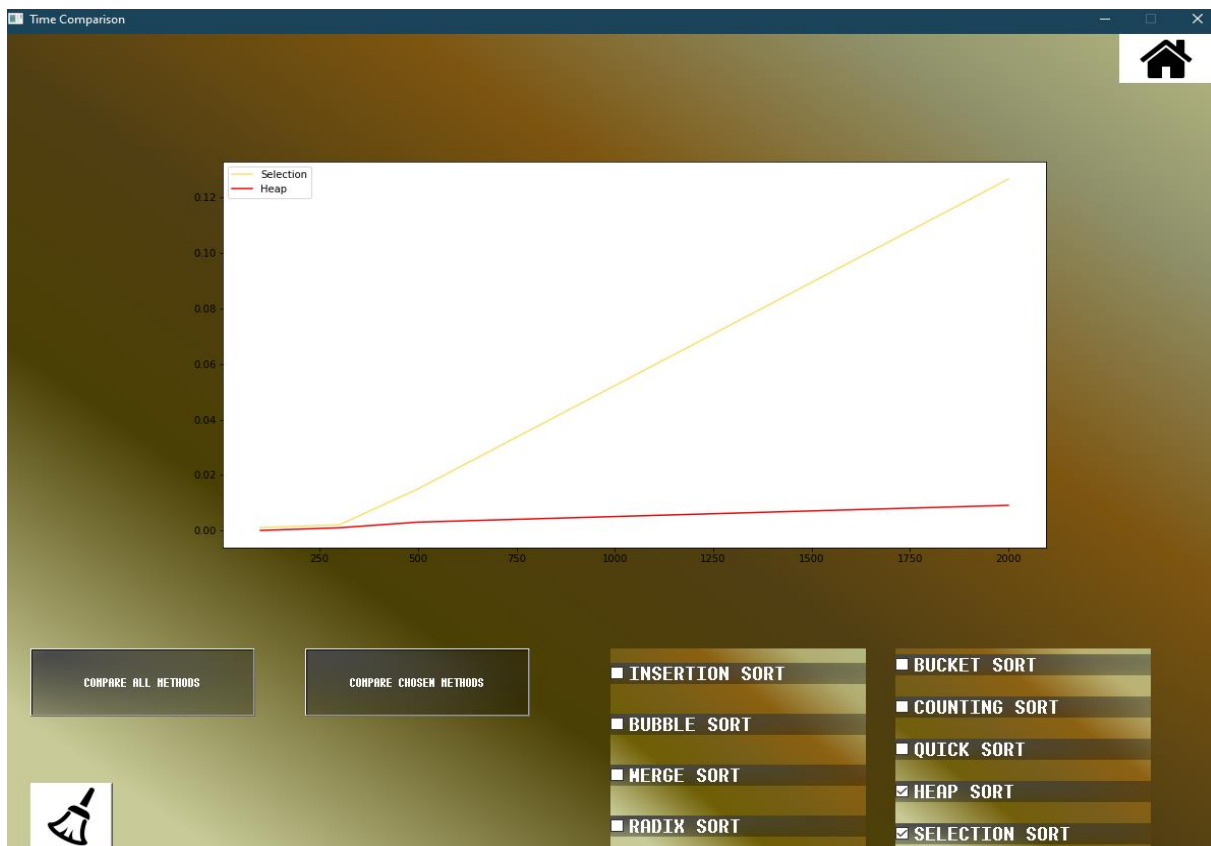 Time Comparison
Selection
Heap
0.12
0.10
0.08
0.06
0.04
0.02
0.00
250 500 750 1000 1250 1500 1750 2000
COMPARE ALL METHODS
COMPARE CHOSEN METHODS
INSERTION SORT
BUBBLE SORT
MERGE SORT
RADIX SORT
BUCKET SORT
COUNTING SORT
QUICK SORT
HEAP SORT
SELECTION SORT